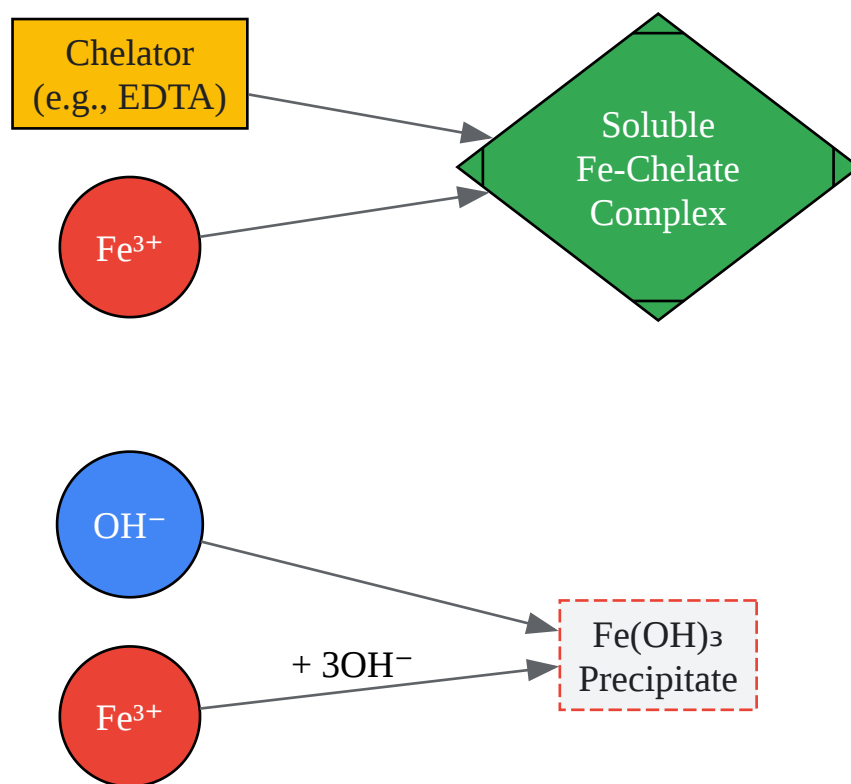 Chelator
(e.g., EDTA)
Soluble
Fe-Chelate
Complex
Fe³⁺
OH⁻
+ 3OH⁻
Fe(OH)₃
Precipitate
Fe³⁺